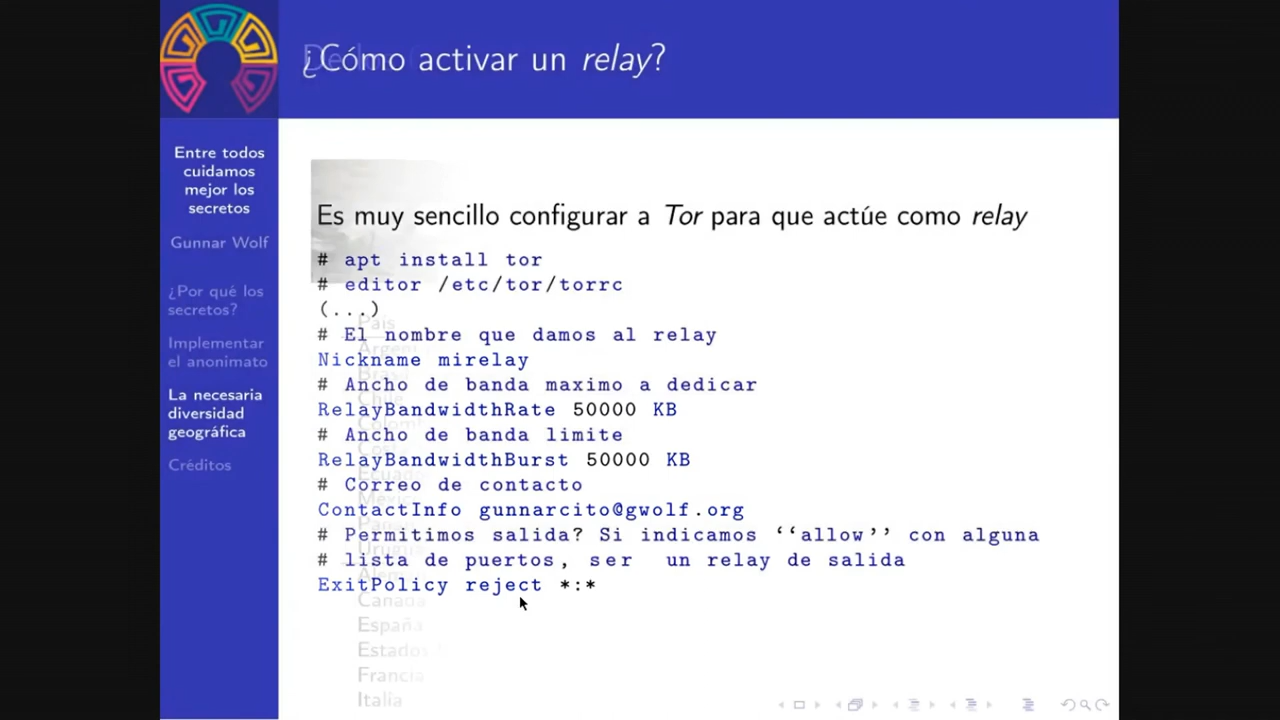 ¿Cómo activar un relay?
Entre todos
cuidamos
mejor los
secretos
Gunnar Wolf
¿Por qué los
secretos?
Implementar
el anonimato
La necesaria
diversidad
geográfica
Créditos
Es muy sencillo configurar a Tor para que actúe como relay
# apt install tor
# editor /etc/tor/torrc
(...)
# El nombre que damos al relay
Nickname mirelay
# Ancho de banda maximo a dedicar
RelayBandwidthRate 50000 KB
# Ancho de banda limite
RelayBandwidthBurst 50000 KB
# Correo de contacto
ContactInfo gunnarcito@gwolf.org
# Permitimos salida? Si indicamos ‘‘allow’’ con alguna
# lista de puertos, ser un relay de salida
ExitPolicy reject *:*
País
Chile
Canadá
España
Estados
Francia
Italia